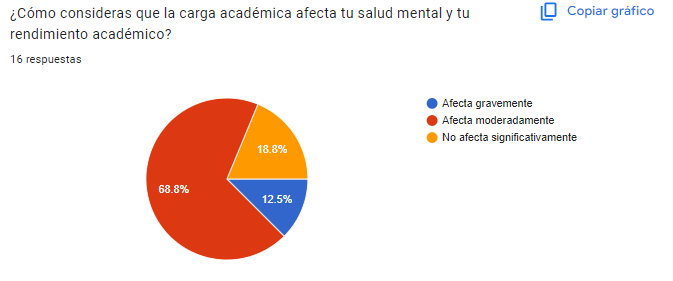 ¿Cómo consideras que la carga académica afecta tu salud mental y tu
rendimiento académico?
Copiar gráfico
16 respuestas
Afecta gravemente
Afecta moderadamente
No afecta significativamente
18.8%
68.8%
12.5%